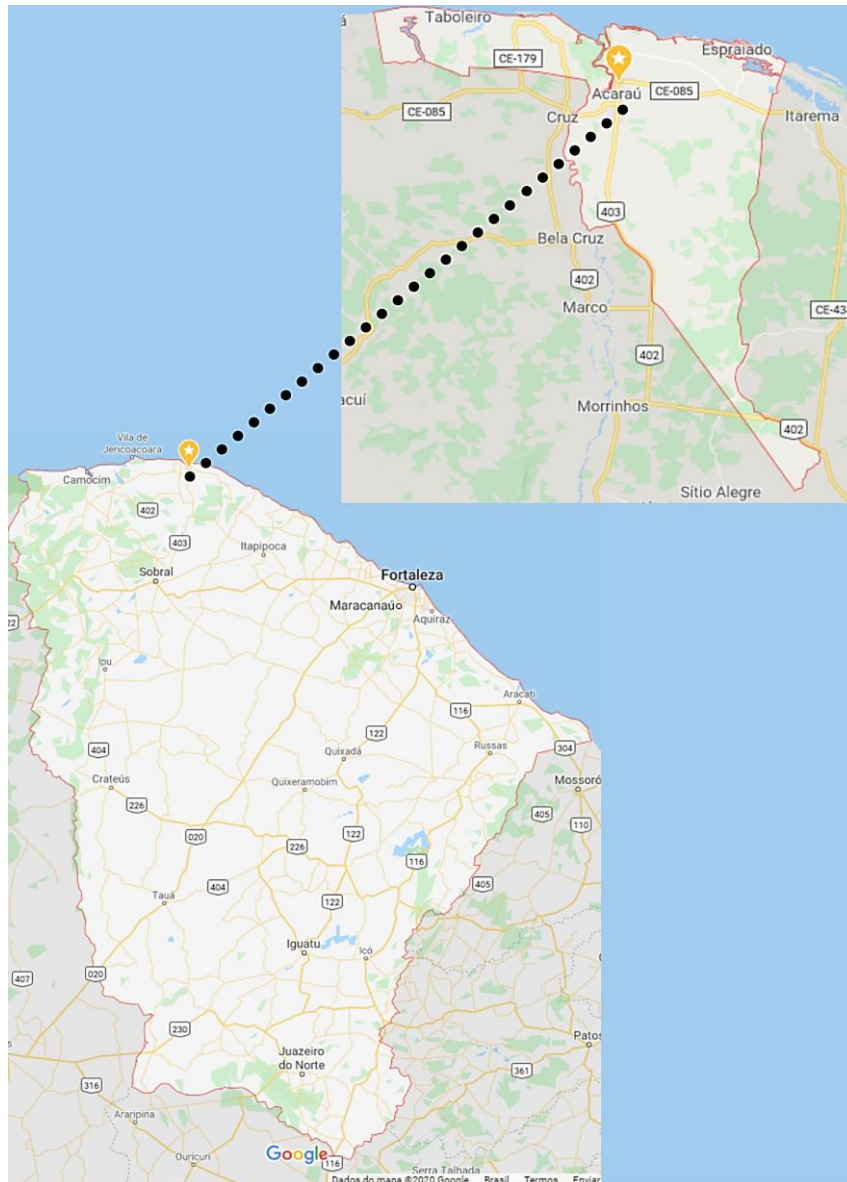 Taboleiro
Espraiado
CE-179
Acaraú
CE-085
CE-085
Cruz
Itarema
403
Bela Cruz
402
Marco
CE-43
402
acuí
Morrinhos
402
Sítio Alegre
Vila de
Jericoacoara
Camocim
402
403
Itapipoca
Sobral
Fortaleza
Maracanaú
Aquiraz
22
Ipu
Aracati
116
122
Russas
304
404
Quixadá
Crateús
Quixeramobim
Mossoró
226
405
110
020
122
226
116
404
405
Tauá
122
Iguatu
Icó
020
407
230
Patos
Juazeiro
do Norte
316
361
Araripina
Google
Ouricuri
116
Serra Talhada
Dados do mapa ©2020 Google Brasil Termos Enviar